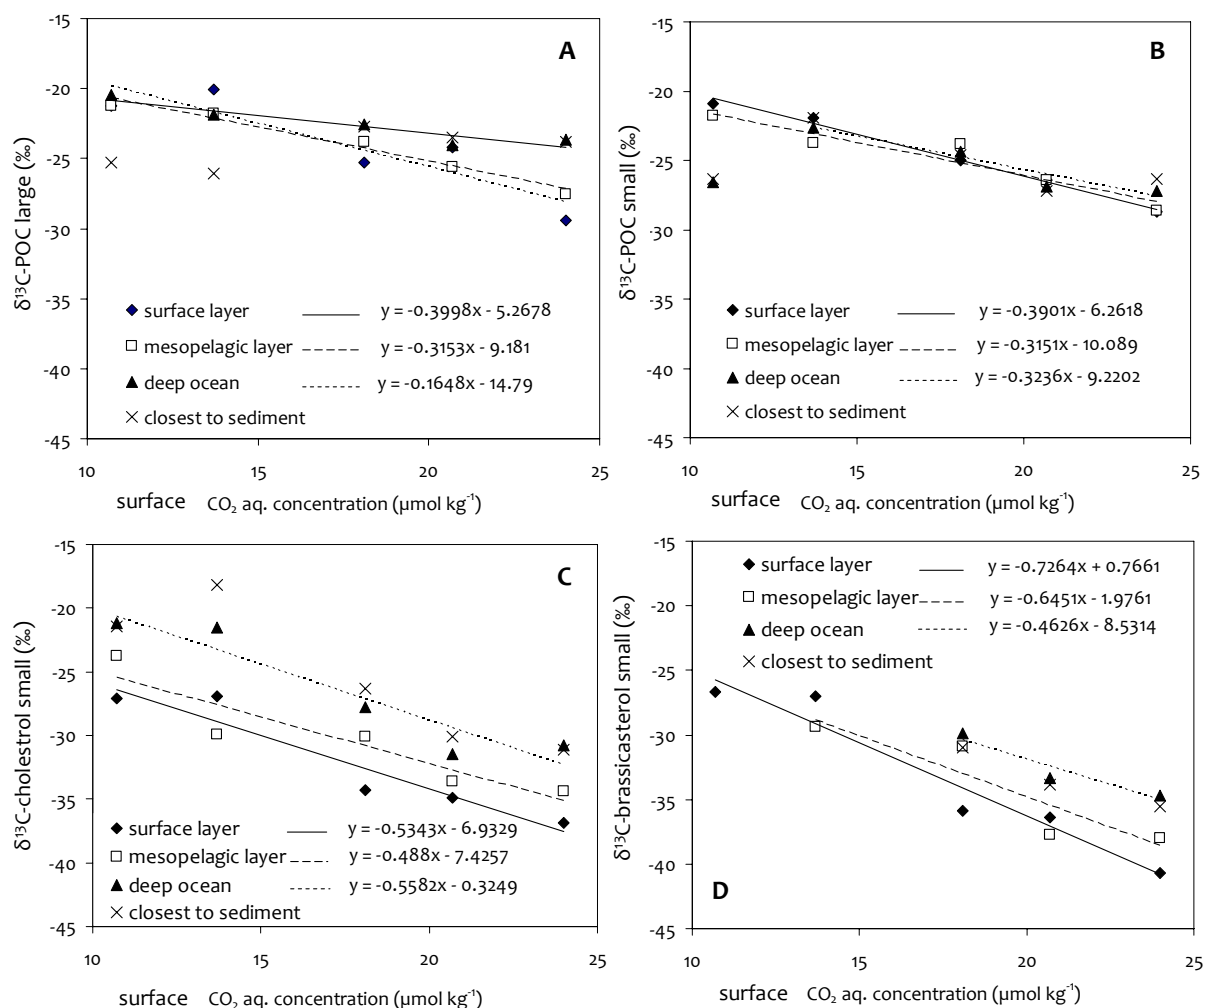 A
-15
-20
-25
-30
-35
-40
-45
δ¹³C-POC large (‰)
surface layer y = -0.3998x - 5.2678
mesopelagic layer y = -0.3153x - 9.181
deep ocean y = -0.1648x - 14.79
closest to sediment
10 15 20 25
surface CO₂ aq. concentration (µmol kg⁻¹)
B
-15
-20
-25
-30
-35
-40
-45
δ¹³C-POC small (‰)
surface layer y = -0.3901x - 6.2618
mesopelagic layer y = -0.3151x - 10.089
deep ocean y = -0.3236x - 9.2202
closest to sediment
10 15 20 25
surface CO₂ aq. concentration (µmol kg⁻¹)
C
-15
-20
-25
-30
-35
-40
-45
δ¹³C-cholestrol small (‰)
surface layer y = -0.5343x - 6.9329
mesopelagic layer y = -0.488x - 7.4257
deep ocean y = -0.5582x - 0.3249
closest to sediment
10 15 20 25
surface CO₂ aq. concentration (µmol kg⁻¹)
-15
-20
-25
-30
-35
-40
-45
δ¹³C-brassicasterol small (‰)
surface layer y = -0.7264x + 0.7661
mesopelagic layer y = -0.6451x - 1.9761
deep ocean y = -0.4626x - 8.5314
closest to sediment
D
10 15 20 25
surface CO₂ aq. concentration (µmol kg⁻¹)